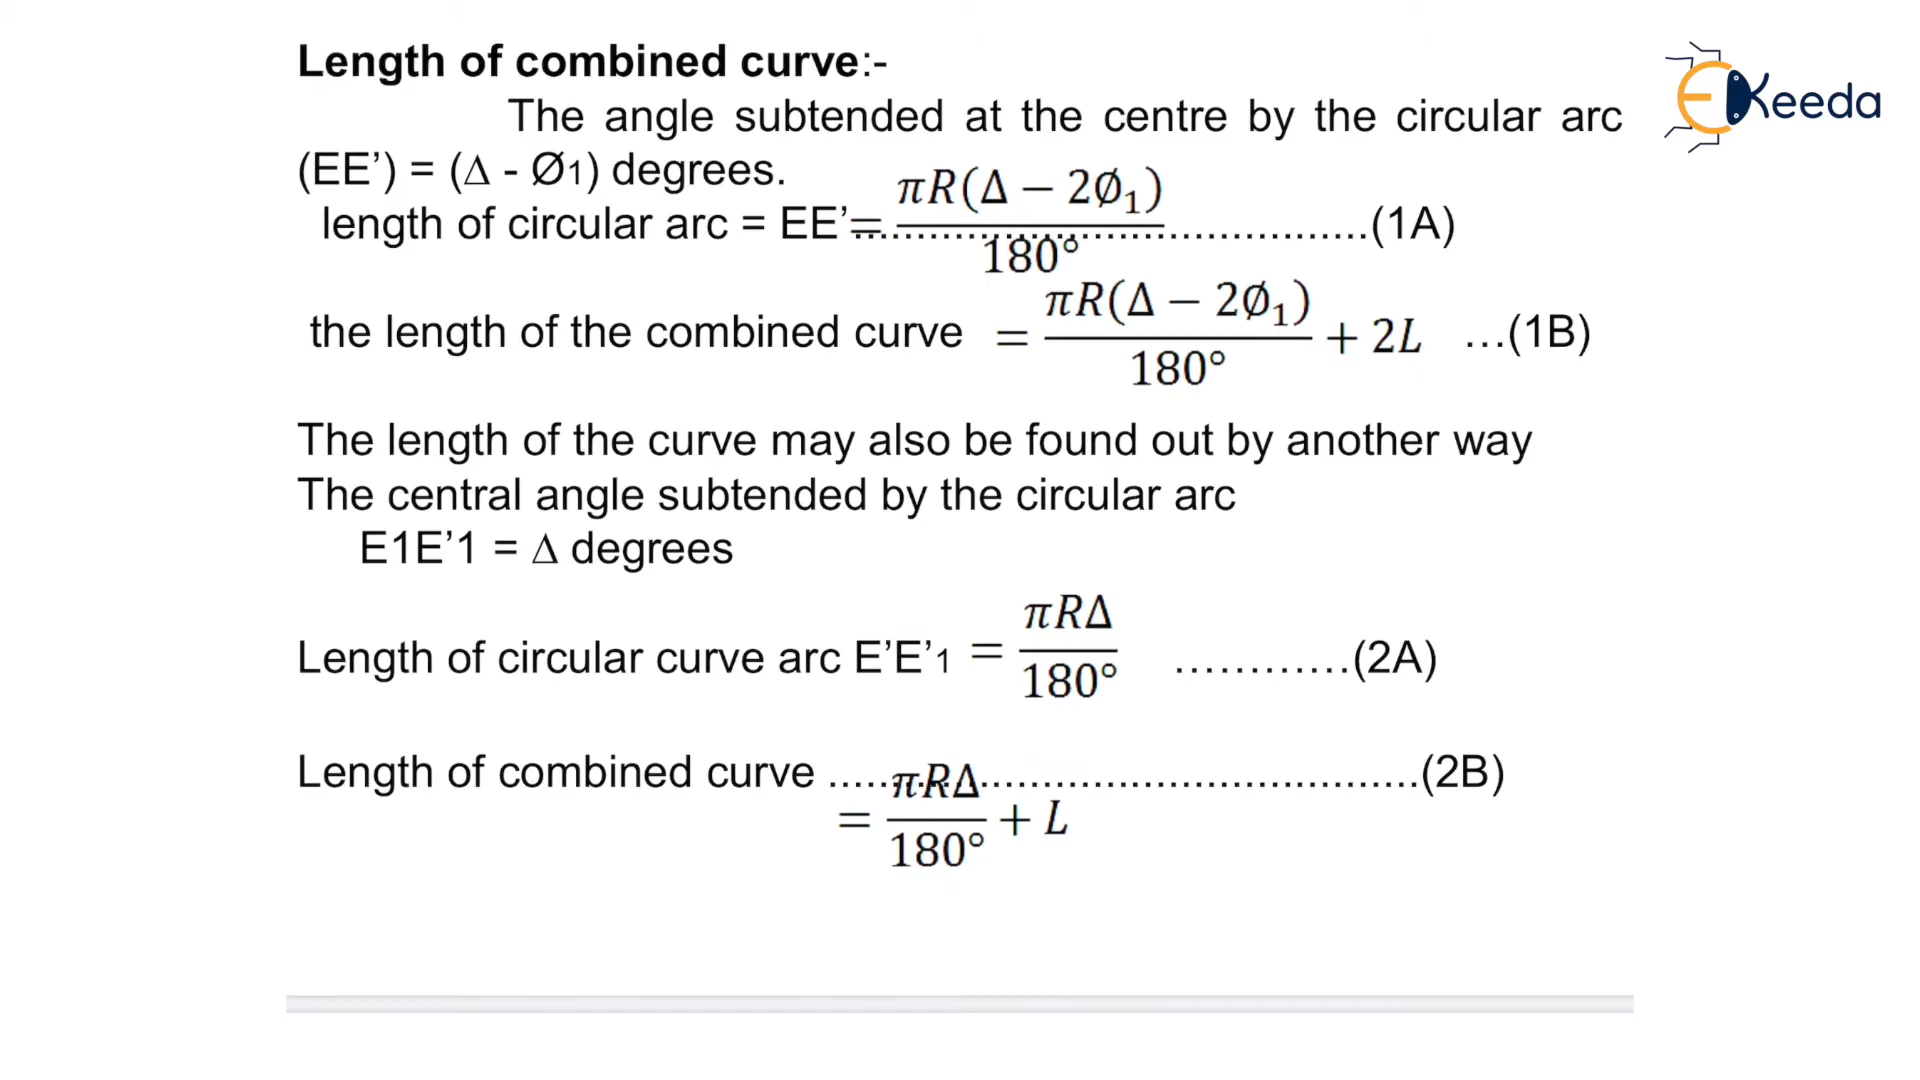 Length of combined curve:-
Keeda
The angle subtended at the centre by the circular arc
(EE’) = (Δ - Ø1) degrees.
length of circular arc = EE’= πR(Δ − 2∅₁) / 180° ........................................(1A)
the length of the combined curve = πR(Δ − 2∅₁) / 180° + 2L …(1B)
The length of the curve may also be found out by another way
The central angle subtended by the circular arc
E1E’1 = Δ degrees
Length of circular curve arc E’E’1 = πRΔ / 180° …………(2A)
Length of combined curve ................................................(2B)
= πRΔ / 180° + L